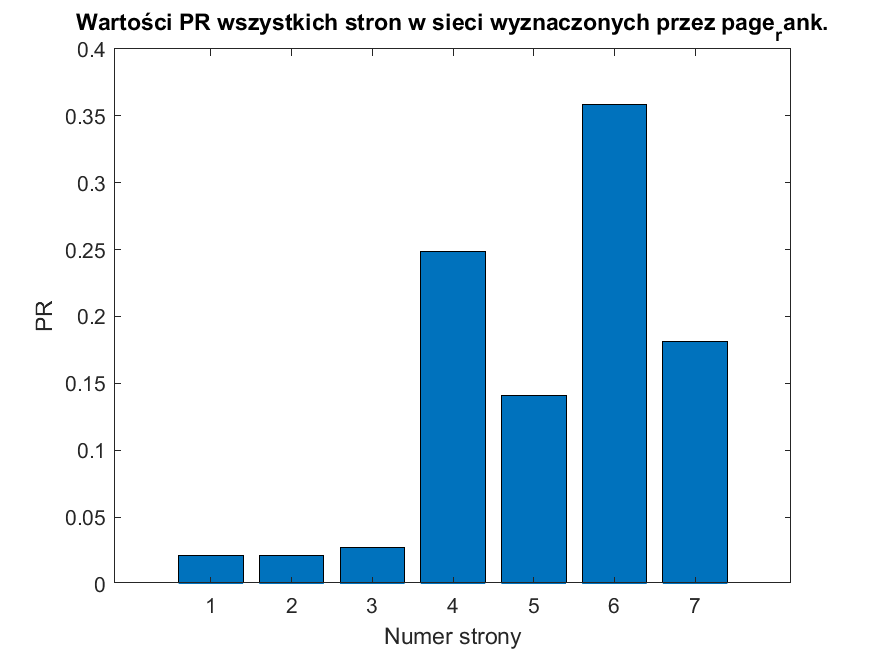 Wartości PR wszystkich stron w sieci wyznaczonych przez pagerank.
0.4
0.35
0.3
0.25
0.2
0.15
0.1
0.05
0
PR
1 2 3 4 5 6 7
Numer strony